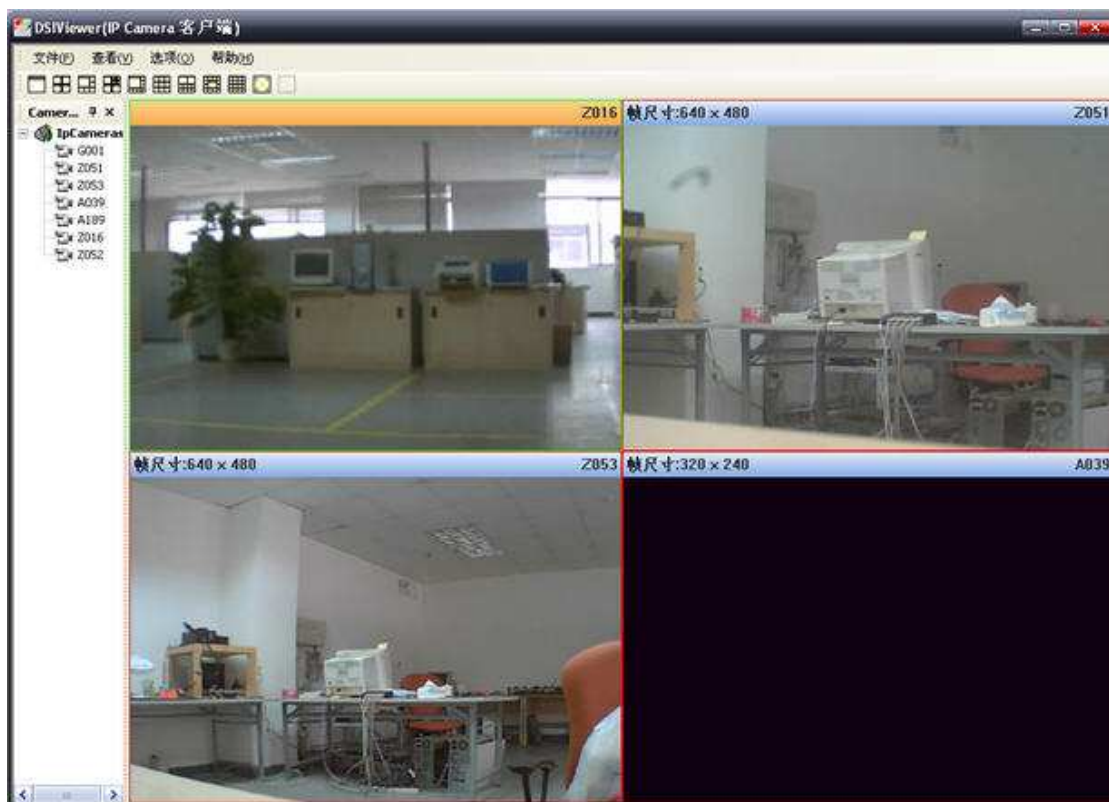 DSIViewer(IP Camera 客户端)
文件(F) 查看(V) 选项(O) 帮助(H)
Camer...
IpCameras
G001
Z051
Z053
A039
A189
Z016
Z052
Z016
帧尺寸:640 x 480 Z051
帧尺寸:640 x 480 Z053
帧尺寸:320 x 240 A039